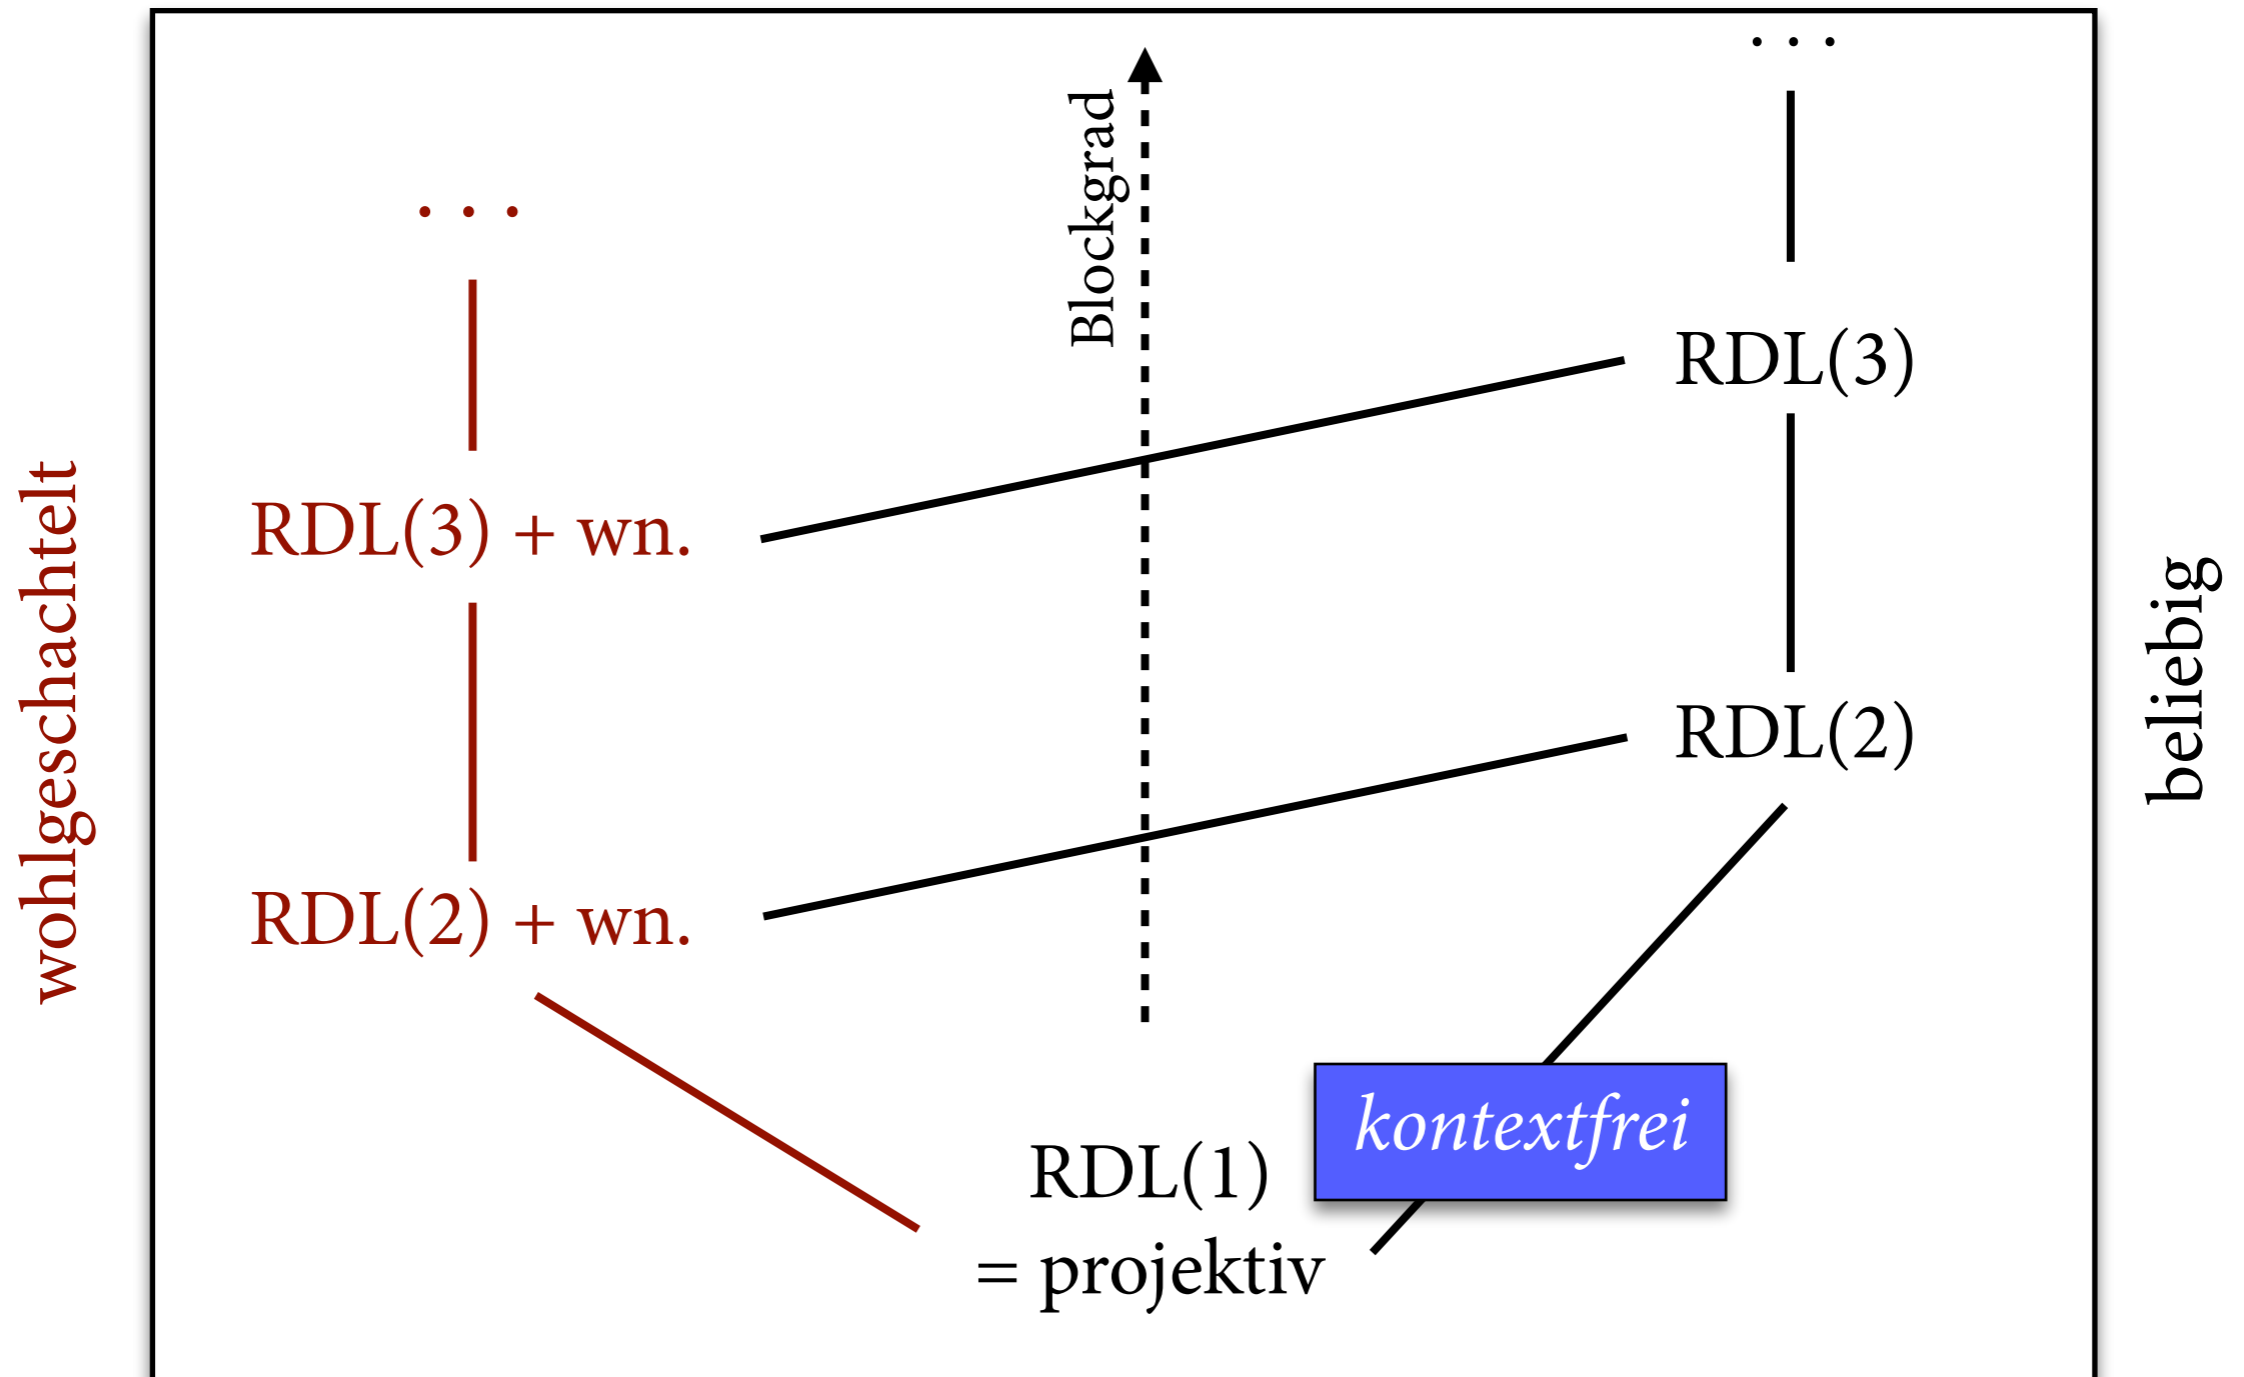 . . .
Blockgrad
. . .
RDL(3)
wohlgeschachtelt
RDL(3) + wn.
beliebig
RDL(2)
RDL(2) + wn.
kontextfrei
RDL(1)
= projektiv